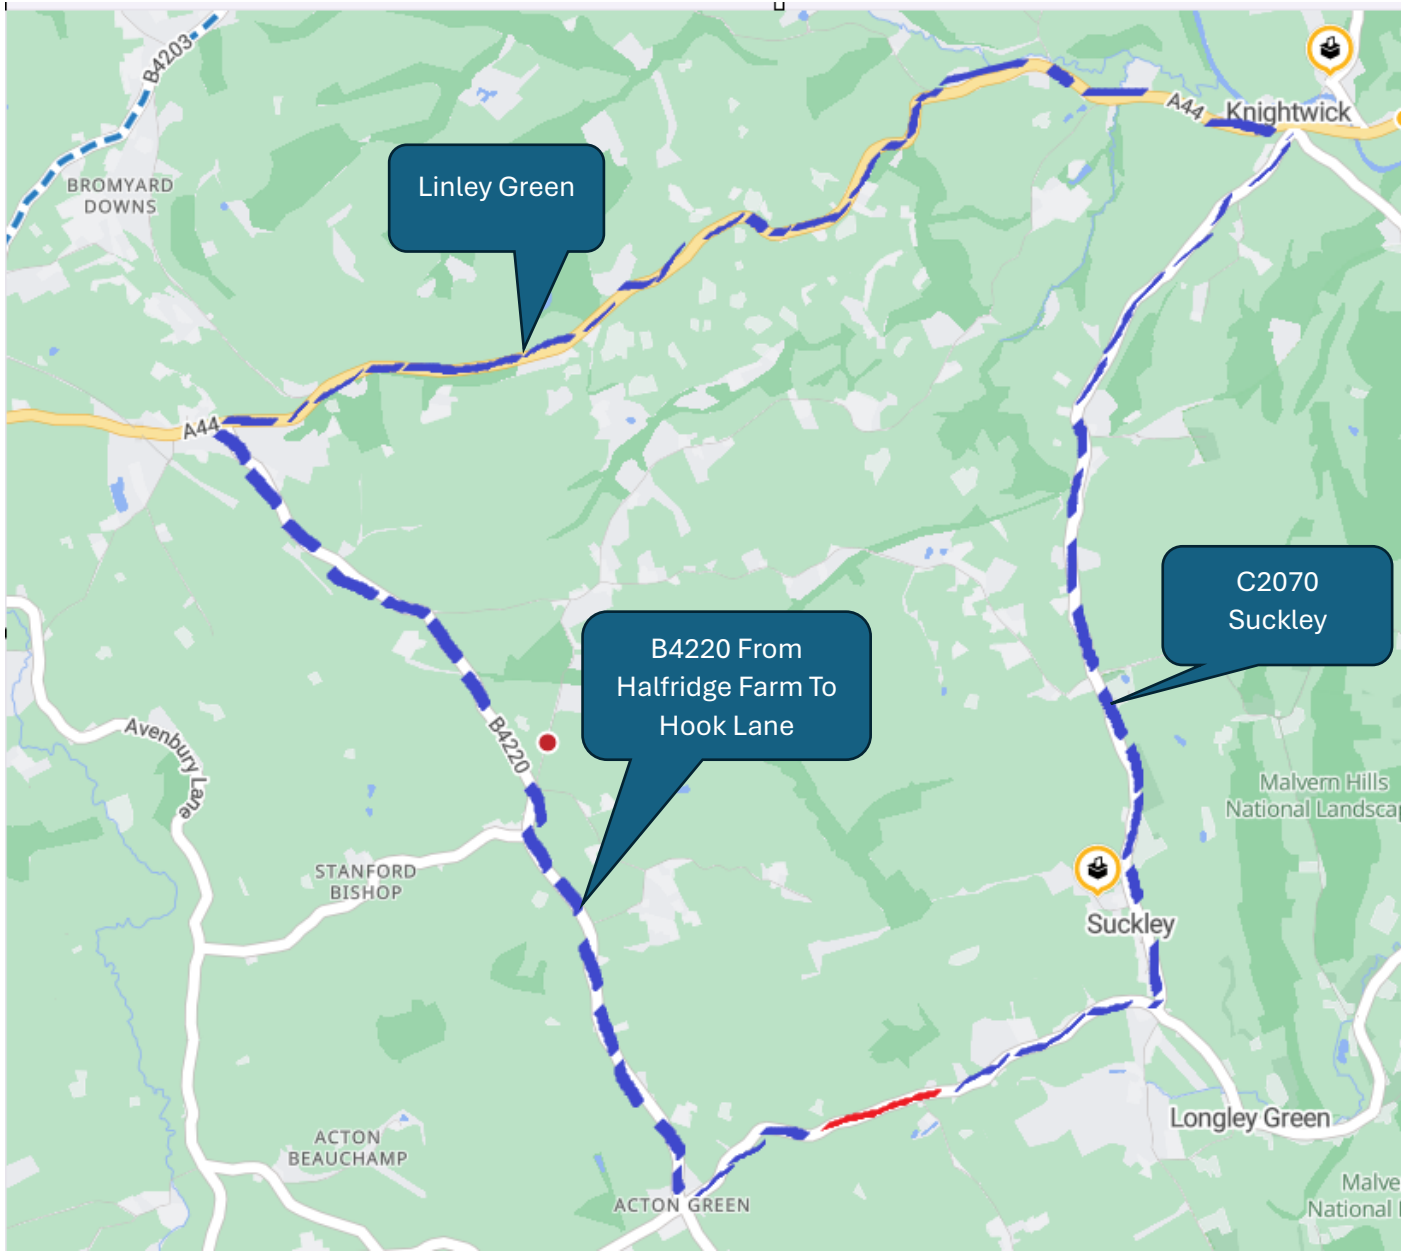 B4203
A44
Knightwick
BROMYARD
DOWNS
Linley Green
A44
C2070
Suckley
B4220 From
Halfridge Farm To
Hook Lane
B4220
Avenbury Lane
Malvern Hills
National Landscap
STANFORD
BISHOP
Suckley
Longley Green
ACTON
BEAUCHAMP
ACTON GREEN
Malve
National